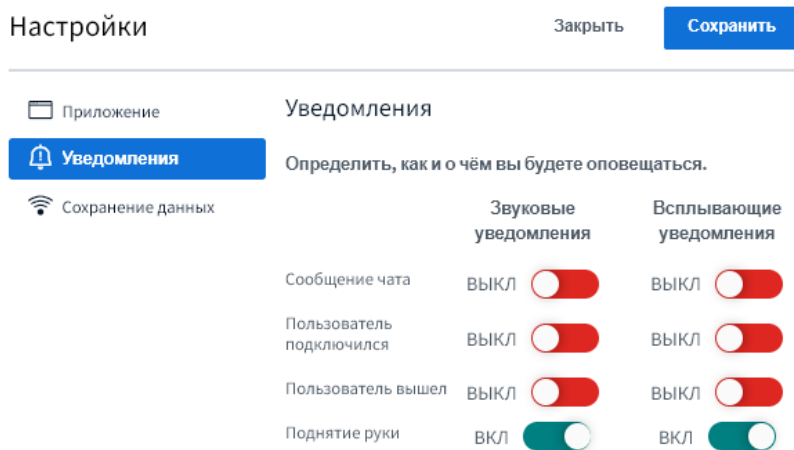 Настройки
Закрыть
Сохранить
Приложение
Уведомления
Сохранение данных
Уведомления
Определить, как и о чём вы будете оповещаться.
Звуковые
уведомления
Всплывающие
уведомления
Сообщение чата
ВЫКЛ
ВЫКЛ
Пользователь
подключился
ВЫКЛ
ВЫКЛ
Пользователь вышел
ВЫКЛ
ВЫКЛ
Поднятие руки
ВКЛ
ВКЛ